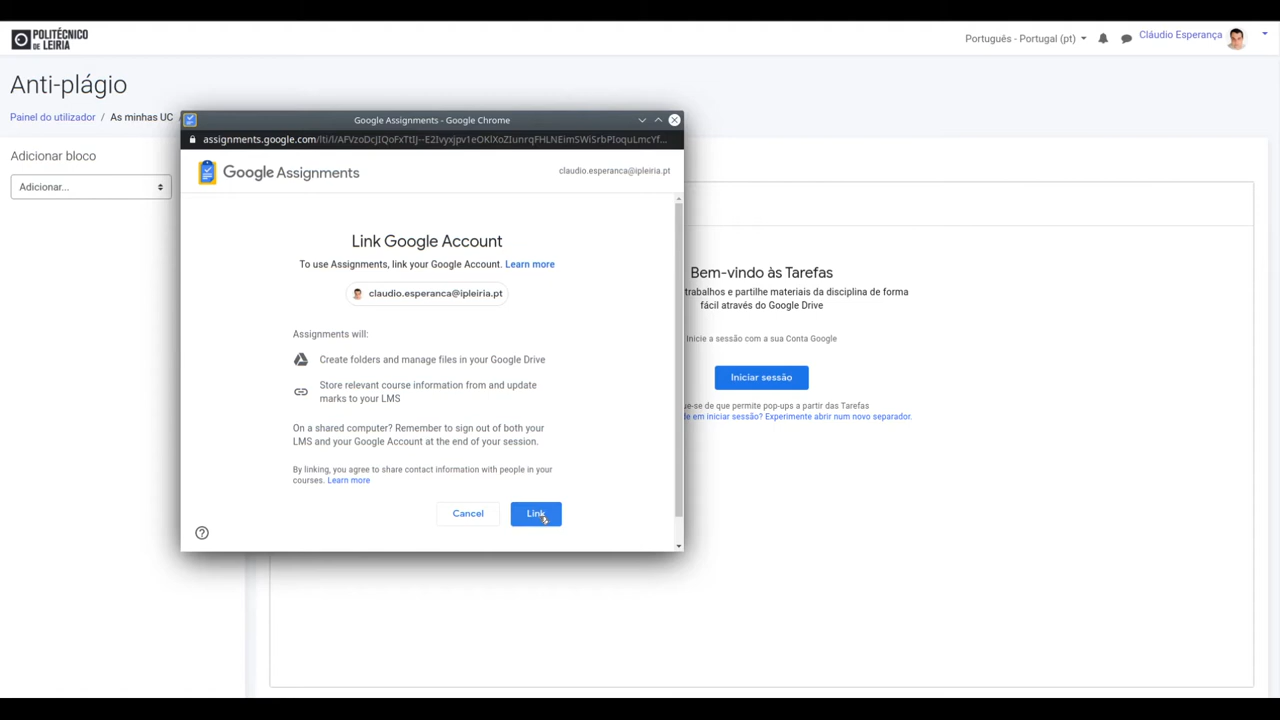 POLITÉCNICO
DE LEIRIA
Português - Portugal (pt)
Cláudio Esperança
Anti-plágio
Painel do utilizador / As minhas UC /
Adicionar bloco
Adicionar...
Google Assignments - Google Chrome
Google Assignments
claudio.esperanca@ipleiria.pt
Link Google Account
To use Assignments, link your Google Account. Learn more
claudio.esperanca@ipleiria.pt
Assignments will:
Create folders and manage files in your Google Drive
Store relevant course information from and update
marks to your LMS
On a shared computer? Remember to sign out of both your
LMS and your Google Account at the end of your session.
By linking, you agree to share contact information with people in your
courses. Learn more
Cancel
Link
Bem-vindo às Tarefas
trabalhos e partilhe materiais da disciplina de forma
fácil através do Google Drive
Inicie a sessão com a sua Conta Google
Iniciar sessão
que-se de que permite pop-ups a partir das Tarefas
de em iniciar sessão? Experimente abrir num novo separador.